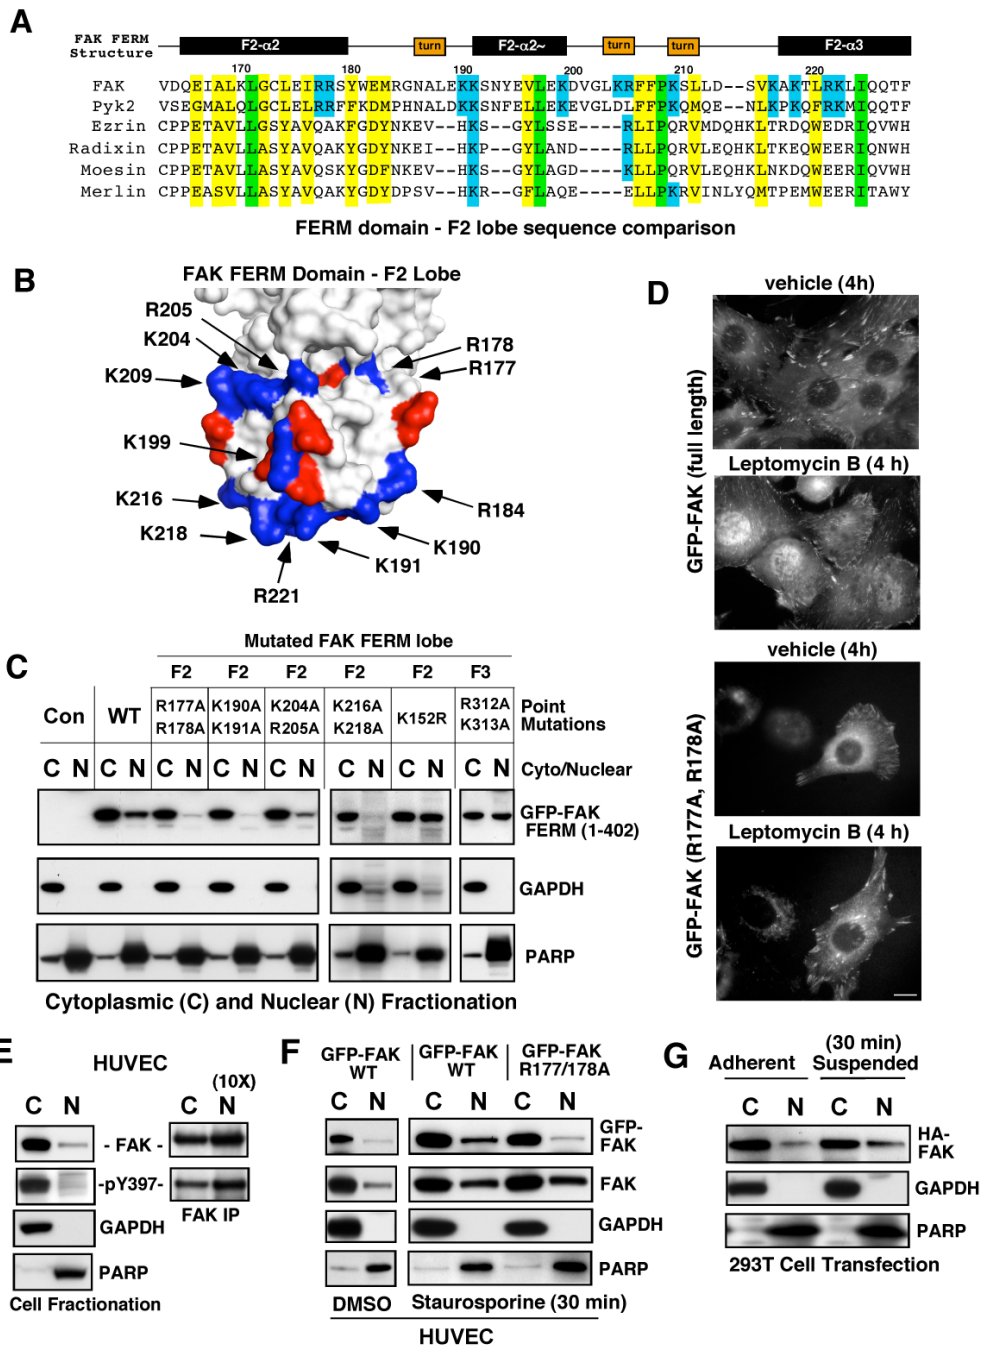 A
FAK FERM
Structure
F2-α2
turn
F2-α2~
turn
turn
F2-α3
170 180 190 200 210 220
FAK VDQEIALKLGCLEIRRSYWEMRGNALEKKSNYEVLEKDVGLKRFFPKSLLD--SVKAKTLRKLIQQTF
Pyk2 VSEGMALQLGCLELRRFFKDMPHNALDKKSNFELLEKEVGLDLFFPKQMQE--NLKPKQFRKMIQQTF
Ezrin CPPETAVLLGSYAVQAKFGDYNKEV--HKS--GYLSSE----RLIPQRVMDQHKLTRDQWEDRIQVWH
Radixin CPPETAVLLASYAVQAKYGDYNKEI--HKP--GYLAND----RLLPQRVLEQHKLTKEQWEERIQNWH
Moesin CPPETAVLLASYAVQSKYGDFNKEV--HKS--GYLAGD----KLLPQRVLEQHKLNKDQWEERIQVWH
Merlin CPPEASVLLASYAVQAKYGDYDPSV--HKR--GFLAQE----ELLPKRVINLYQMTPEMWEERITAWY
FERM domain - F2 lobe sequence comparison
B
FAK FERM Domain - F2 Lobe
R205
K204
K209
K199
K216
K218
R221
K191
K190
R184
R177
R178
C
Mutated FAK FERM lobe
F2 F2 F2 F2 F2 F3
Con WT R177A R178A K190A K191A K204A R205A K216A K218A K152R R312A K313A Point Mutations
C N C N C N C N C N C N C N C N Cyto/Nuclear
GFP-FAK
FERM (1-402)
GAPDH
PARP
Cytoplasmic (C) and Nuclear (N) Fractionation
D
vehicle (4h)
Leptomycin B (4 h)
GFP-FAK (full length)
vehicle (4h)
Leptomycin B (4 h)
GFP-FAK (R177A, R178A)
E
HUVEC
(10X)
C N C N
- FAK -
-pY397-
FAK IP
GAPDH
PARP
Cell Fractionation
F
GFP-FAK WT GFP-FAK WT GFP-FAK R177/178A
C N C N C N
GFP-
FAK
FAK
GAPDH
PARP
DMSO Staurosporine (30 min)
HUVEC
G
Adherent (30 min) Suspended
C N C N
HA-
FAK
GAPDH
PARP
293T Cell Transfection